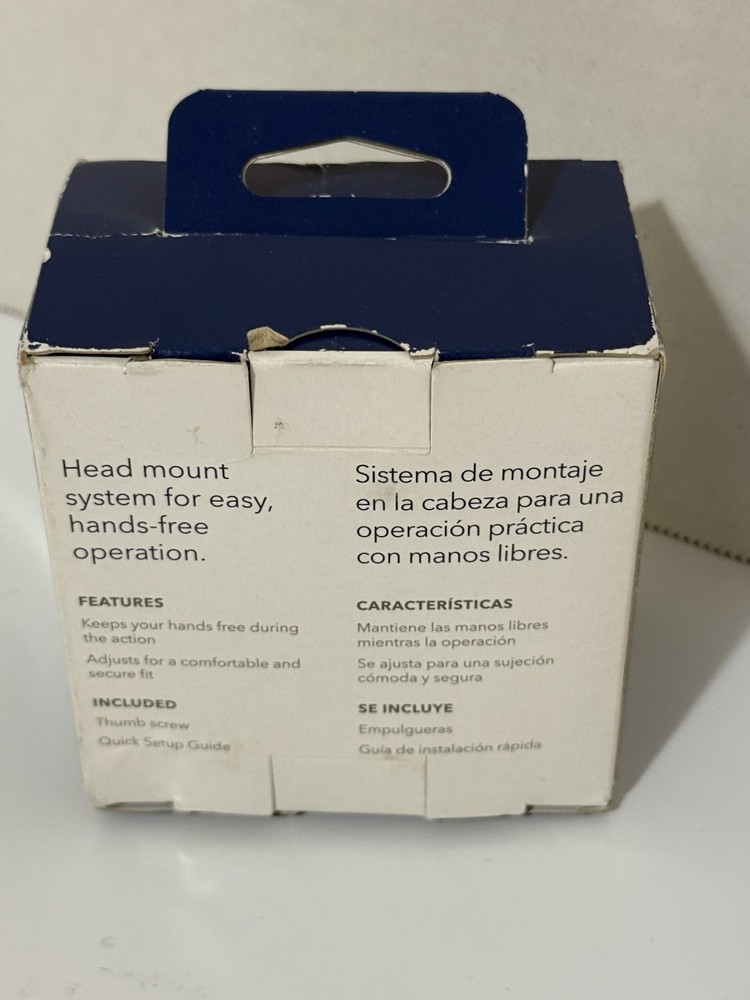 Head mount
system for easy,
hands-free
operation.
FEATURES
Keeps your hands free during
the action
Adjusts for a comfortable and
secure fit
INCLUDED
Thumb screw
Quick Setup Guide
Sistema de montaje
en la cabeza para una
operación práctica
con manos libres.
CARACTERÍSTICAS
Mantiene las manos libres
mientras la operación
Se ajusta para una sujeción
cómoda y segura
SE INCLUYE
Empulgueras
Guía de instalación rápida